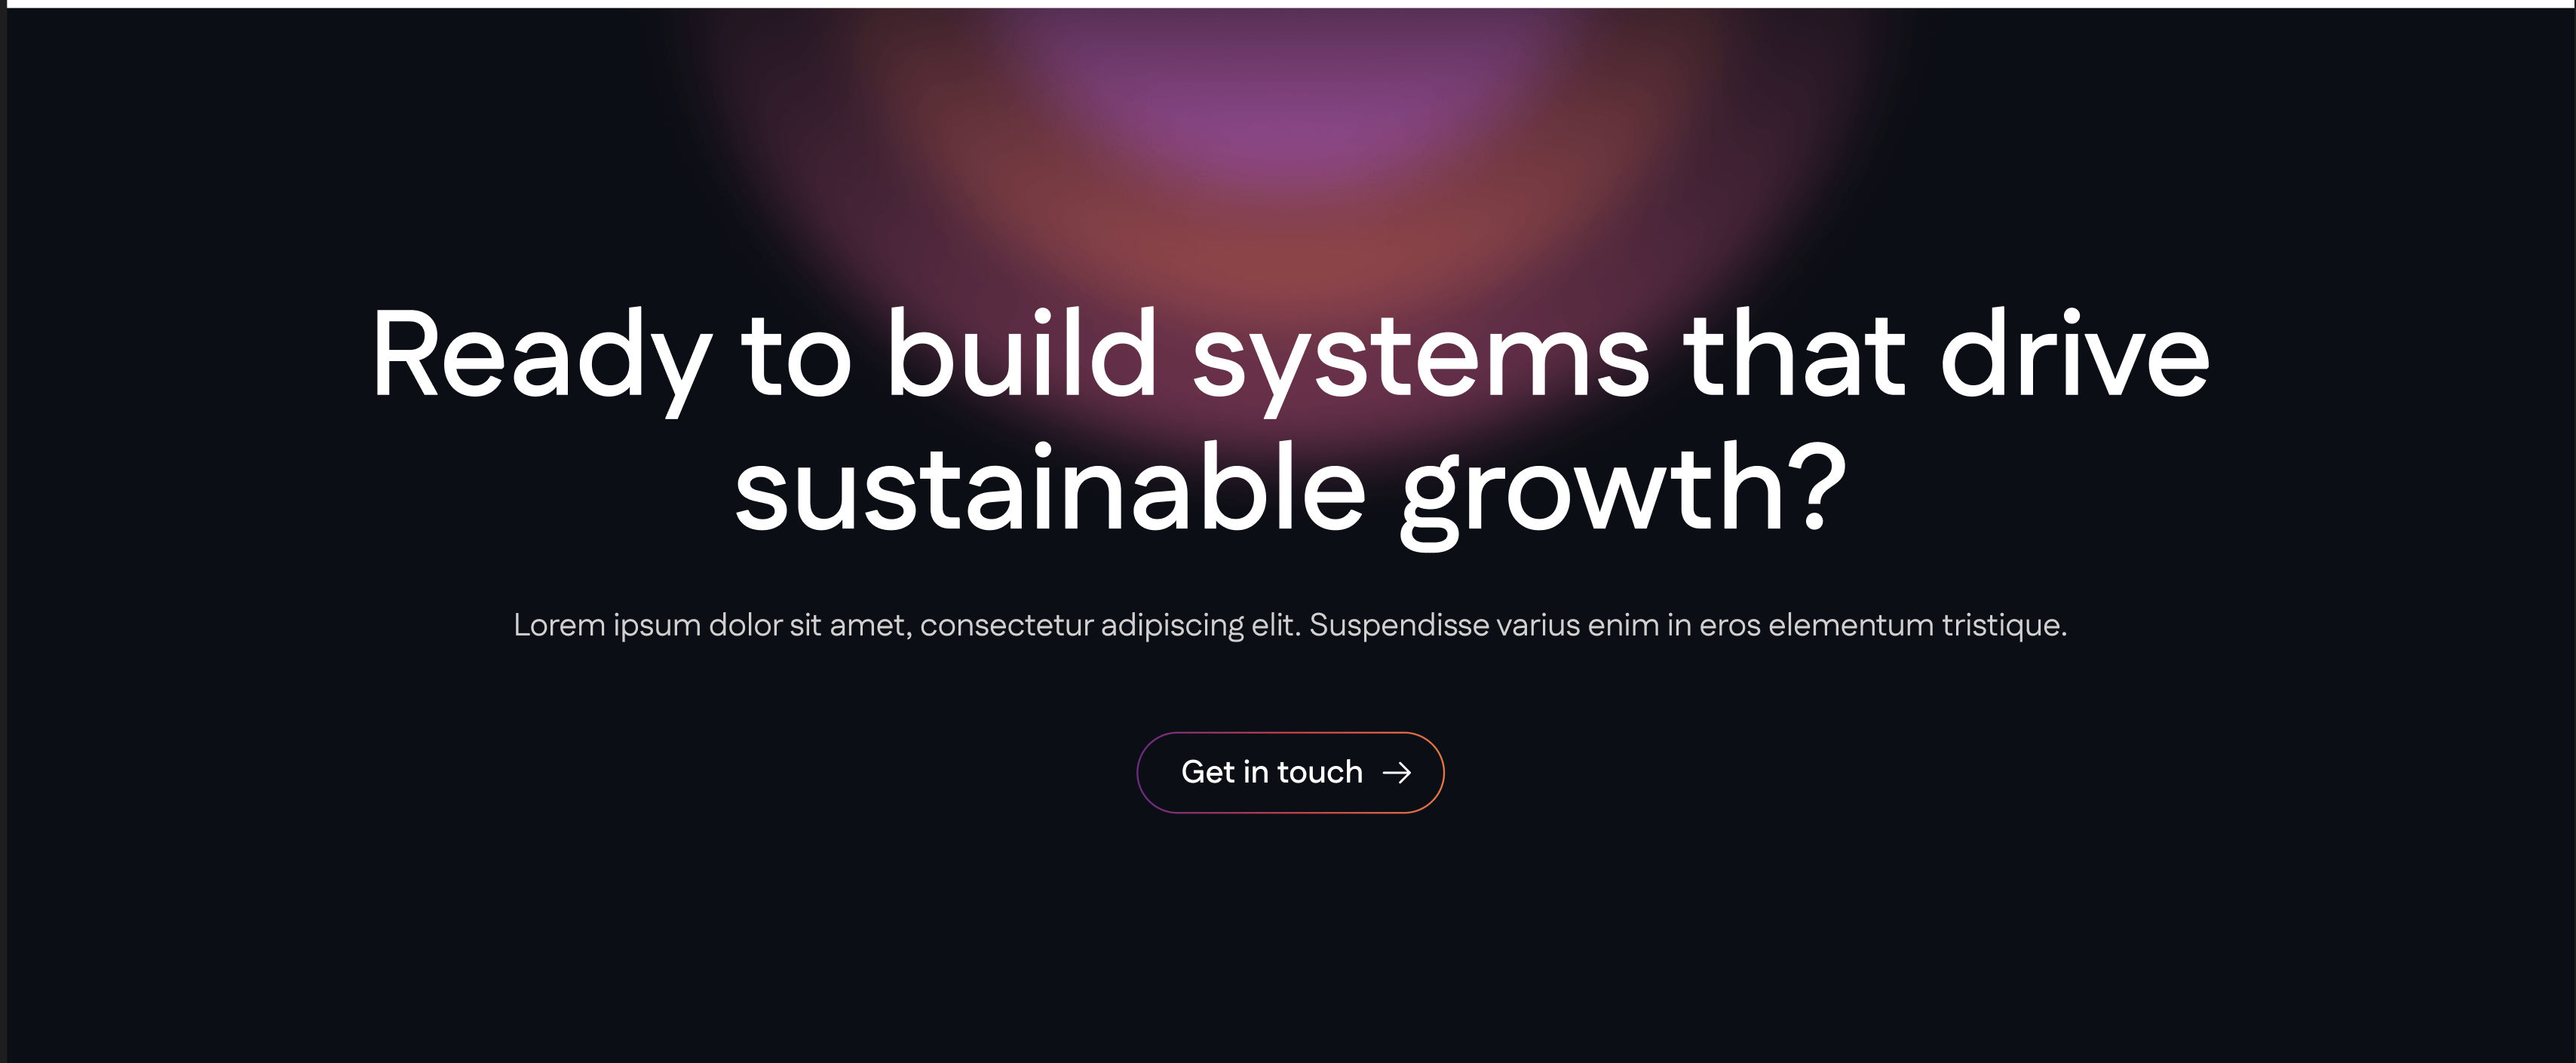 Ready to build systems that drive
sustainable growth?
Lorem ipsum dolor sit amet, consectetur adipiscing elit. Suspendisse varius enim in eros elementum tristique.
Get in touch →